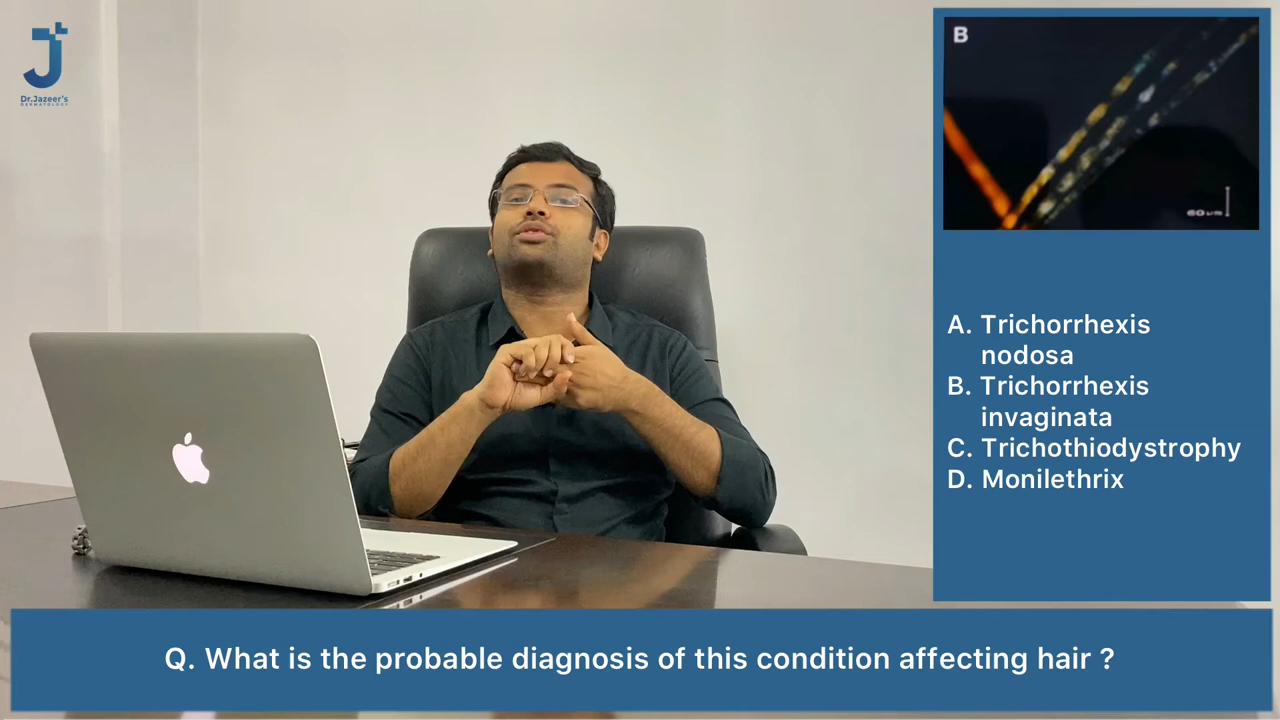 Dr.Jazeer's
DERMATOLOGY
B
60 µm
A. Trichorrhexis
nodosa
B. Trichorrhexis
invaginata
C. Trichothiodystrophy
D. Monilethrix
Q. What is the probable diagnosis of this condition affecting hair ?